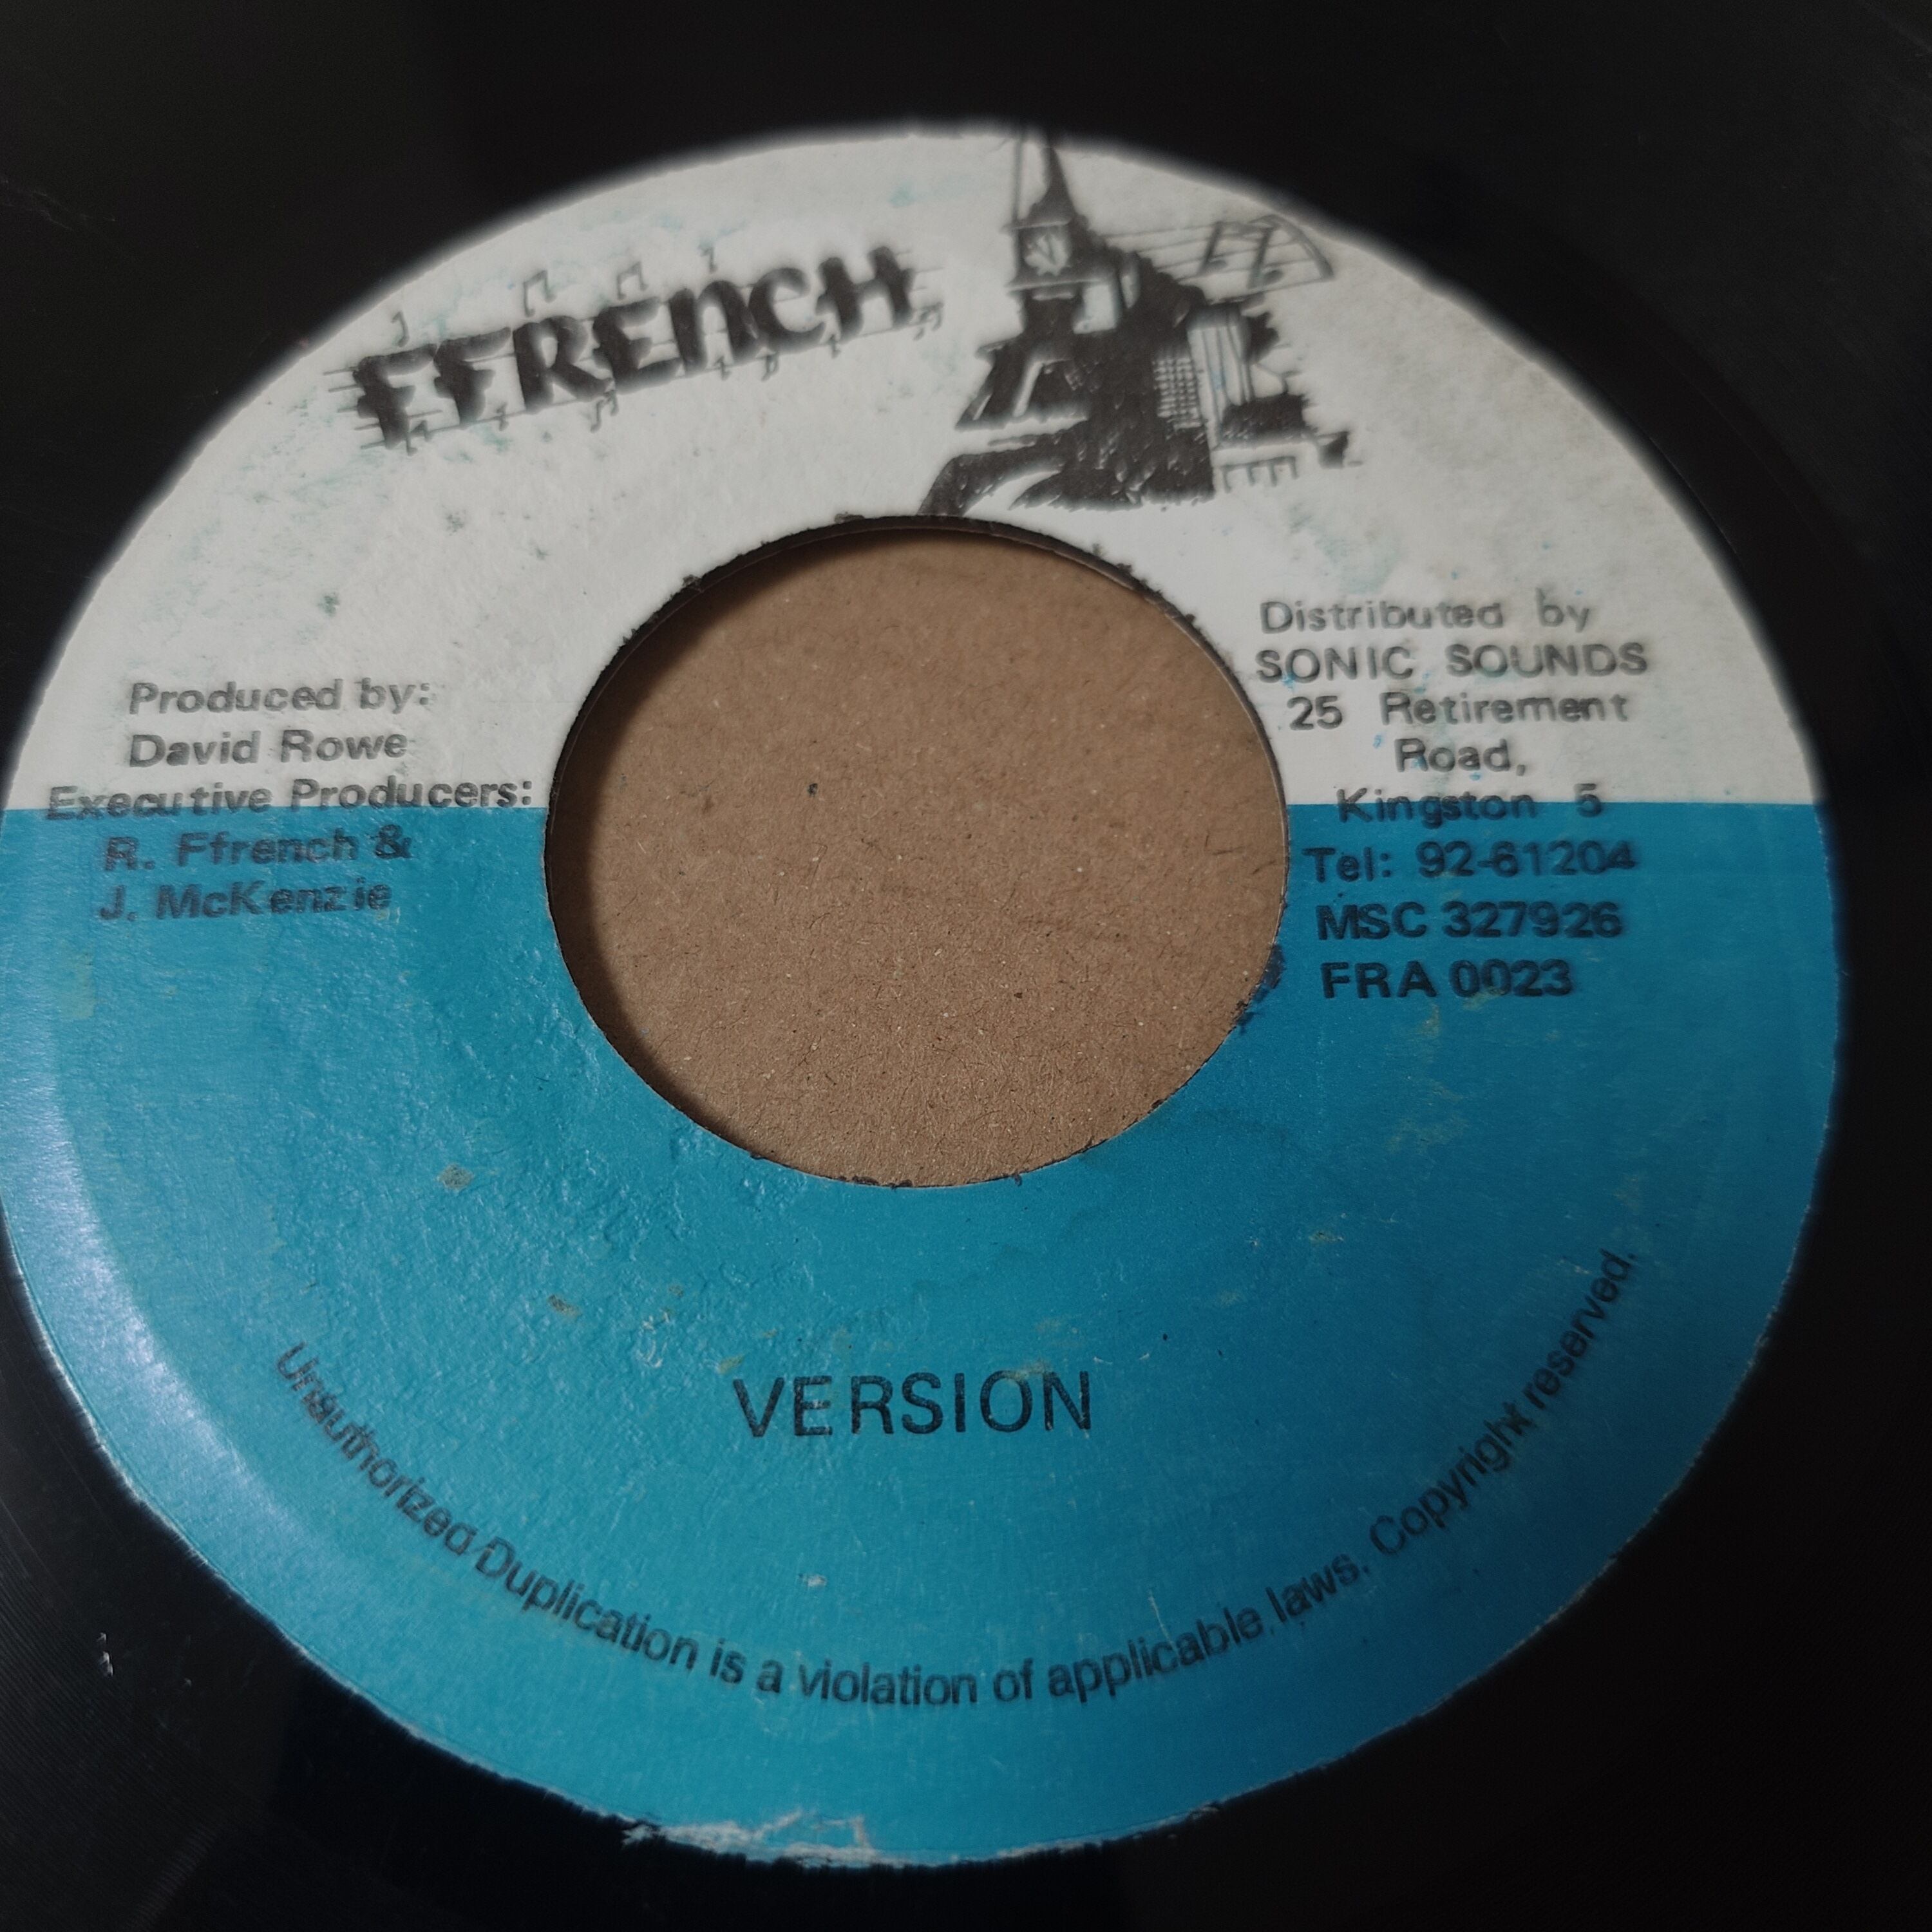 FFRENCH
Produced by:
David Rowe
Executive Producers:
R. Ffrench &
J. McKenzie
Distributed by
SONIC SOUNDS
25 Retirement
Road,
Kingston 5
Tel: 92-61204
MSC 327926
FRA 0023
VERSION
Unauthorized Duplication is a violation of applicable laws. Copyright reserved.